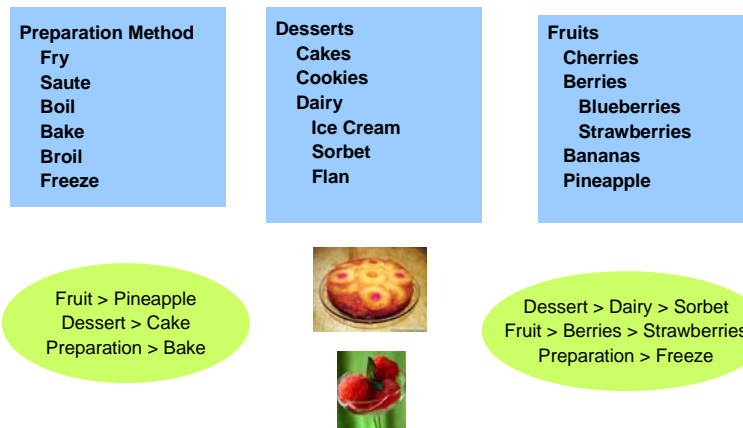 Preparation Method
Fry
Saute
Boil
Bake
Broil
Freeze
Desserts
Cakes
Cookies
Dairy
Ice Cream
Sorbet
Flan
Fruits
Cherries
Berries
Blueberries
Strawberries
Bananas
Pineapple
Fruit > Pineapple
Dessert > Cake
Preparation > Bake
Dessert > Dairy > Sorbet
Fruit > Berries > Strawberries
Preparation > Freeze